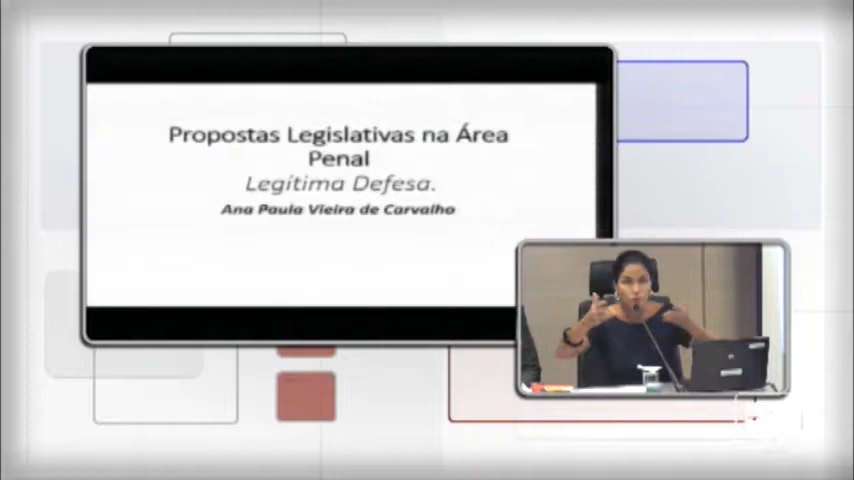 Propostas Legislativas na Área
Penal
Legítima Defesa.
Ana Paula Vieira de Carvalho